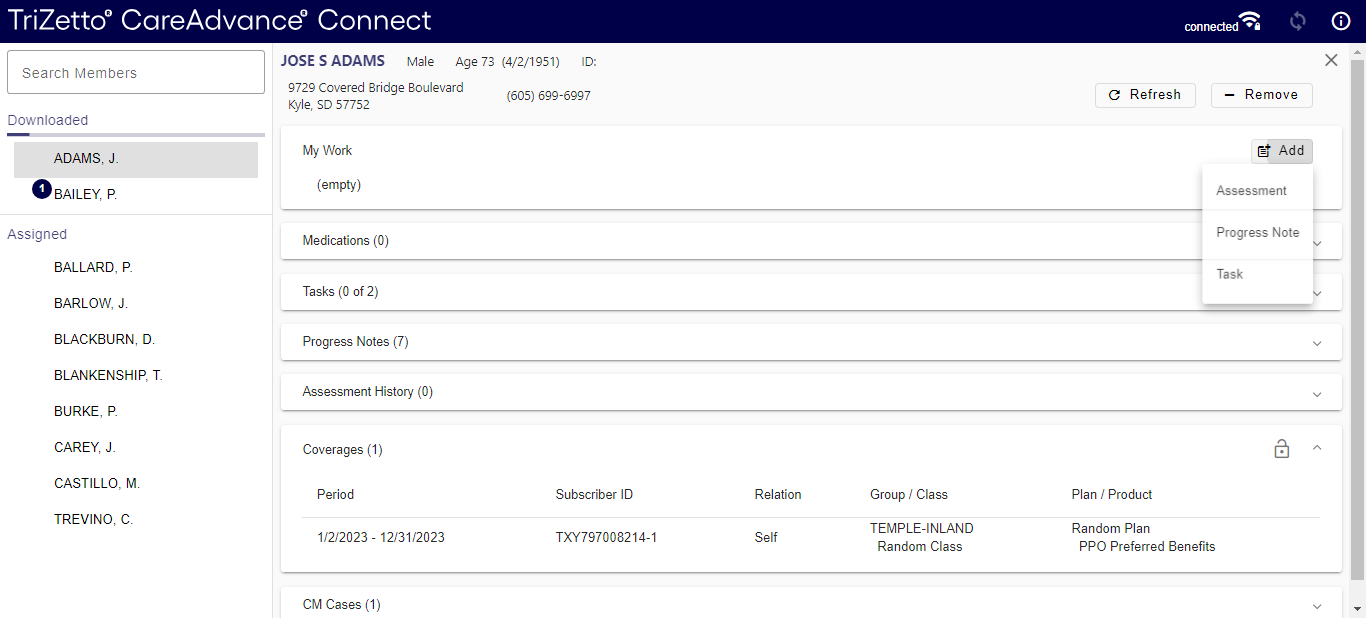 TriZetto® CareAdvance® Connect
connected
Search Members
Downloaded
ADAMS, J.
1
BAILEY, P.
Assigned
BALLARD, P.
BARLOW, J.
BLACKBURN, D.
BLANKENSHIP, T.
BURKE, P.
CAREY, J.
CASTILLO, M.
TREVINO, C.
JOSE S ADAMS Male Age 73 (4/2/1951) ID:
9729 Covered Bridge Boulevard
Kyle, SD 57752
(605) 699-6997
Refresh
Remove
My Work
Add
(empty)
Assessment
Progress Note
Task
Medications (0)
Tasks (0 of 2)
Progress Notes (7)
Assessment History (0)
Coverages (1)
Period Subscriber ID Relation Group / Class Plan / Product
1/2/2023 - 12/31/2023 TXY797008214-1 Self TEMPLE-INLAND Random Plan
Random Class PPO Preferred Benefits
CM Cases (1)